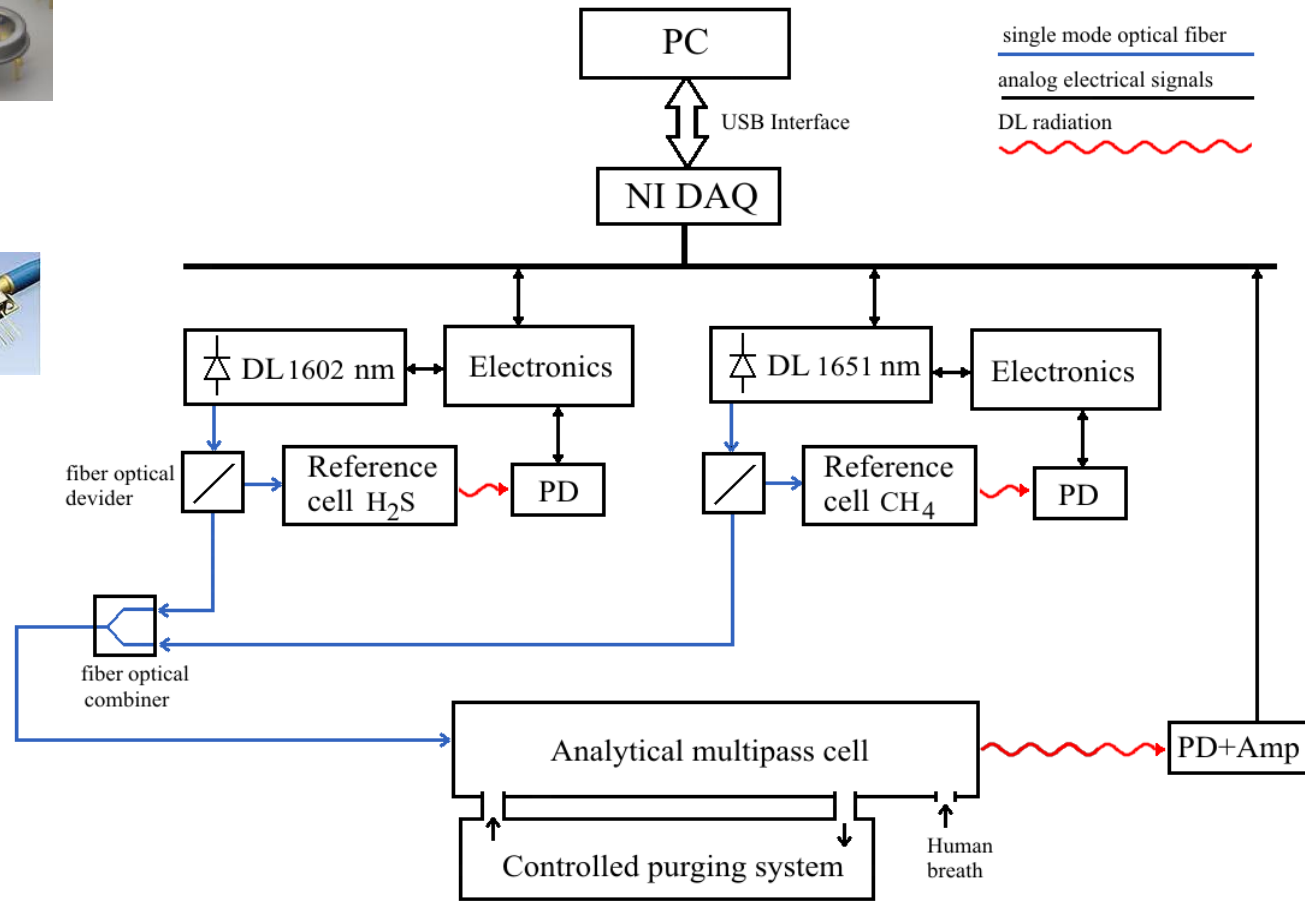 PC
single mode optical fiber
analog electrical signals
DL radiation
USB Interface
NI DAQ
DL 1602 nm
Electronics
DL 1651 nm
Electronics
fiber optical
devider
Reference
cell H₂S
PD
Reference
cell CH₄
PD
fiber optical
combiner
Analytical multipass cell
PD+Amp
Human
breath
Controlled purging system